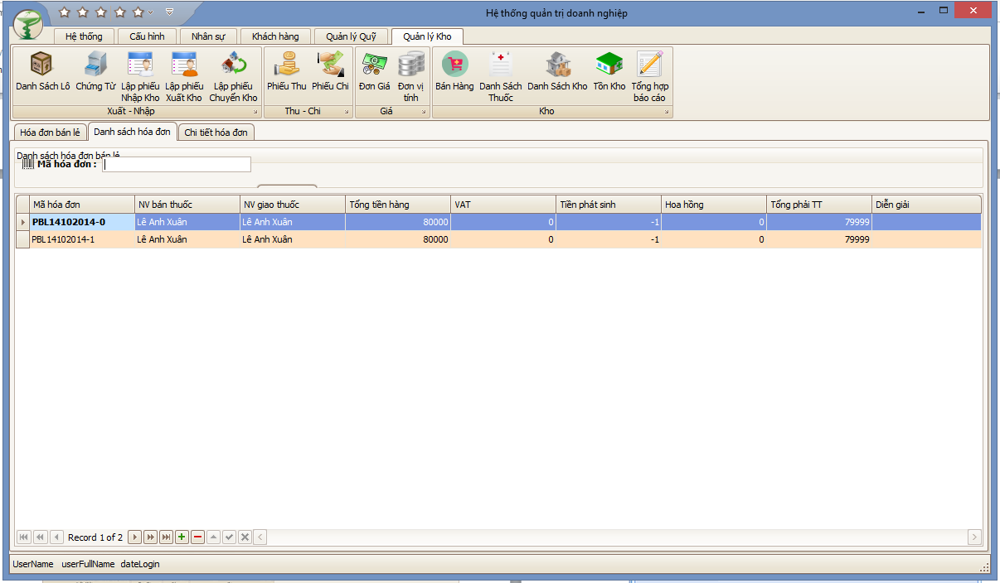 Hệ thống quản trị doanh nghiệp
Hệ thống Cấu hình Nhân sự Khách hàng Quản lý Quỹ Quản lý Kho
Danh Sách Lô Chứng Từ Lập phiếu Nhập Kho Lập phiếu Xuất Kho Lập phiếu Chuyển Kho Phiếu Thu Phiếu Chi Đơn Giá Đơn vị tính Bán Hàng Danh Sách Thuốc Danh Sách Kho Tồn Kho Tổng hợp báo cáo
Xuất - Nhập Thu - Chi Giá Kho
Hóa đơn bán lẻ Danh sách hóa đơn Chi tiết hóa đơn
Danh sách hóa đơn bán lẻ
Mã hóa đơn :
Mã hóa đơn NV bán thuốc NV giao thuốc Tổng tiền hàng VAT Tiền phát sinh Hoa hồng Tổng phải TT Diễn giải
PBL14102014-0 Lê Anh Xuân Lê Anh Xuân 80000 0 -1 0 79999
PBL14102014-1 Lê Anh Xuân Lê Anh Xuân 80000 0 -1 0 79999
Record 1 of 2
UserName userFullName dateLogin